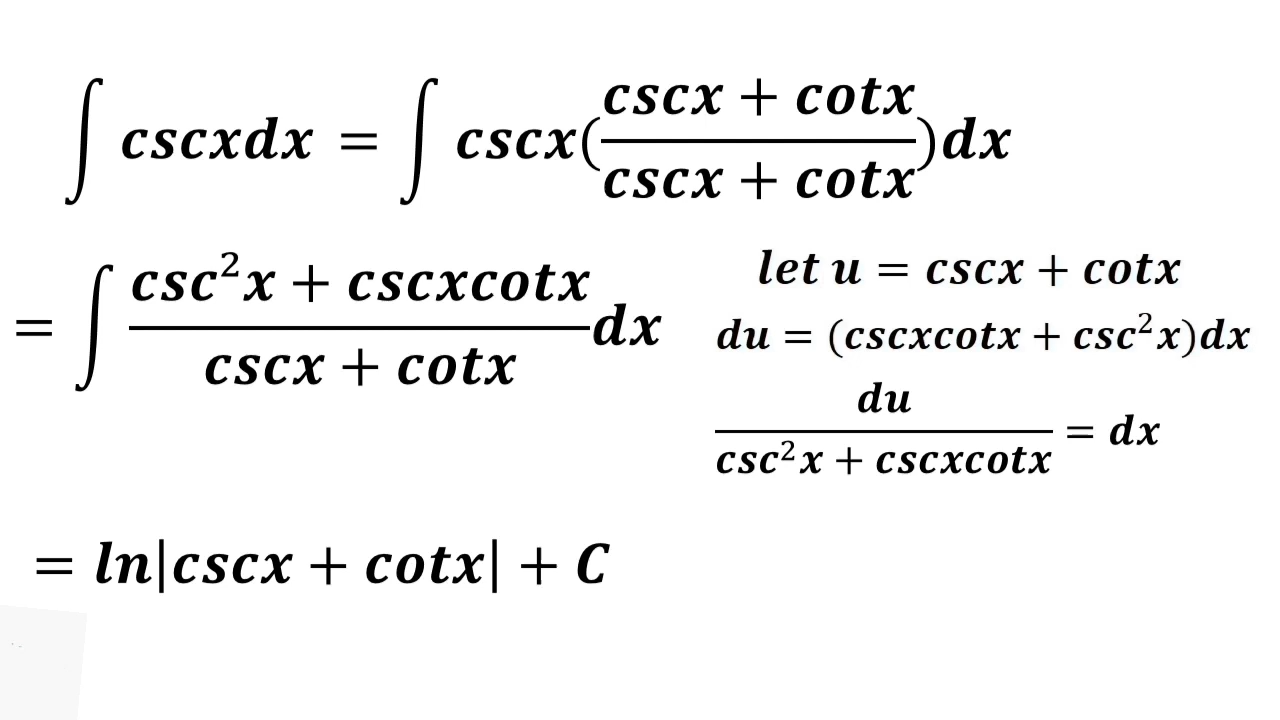 ∫ cscxdx = ∫ cscx((cscx + cotx)/(cscx + cotx))dx
= ∫ (csc²x + cscxcotx)/(cscx + cotx) dx
let u = cscx + cotx
du = (cscxcotx + csc²x)dx
du/(csc²x + cscxcotx) = dx
= ln|cscx + cotx| + C